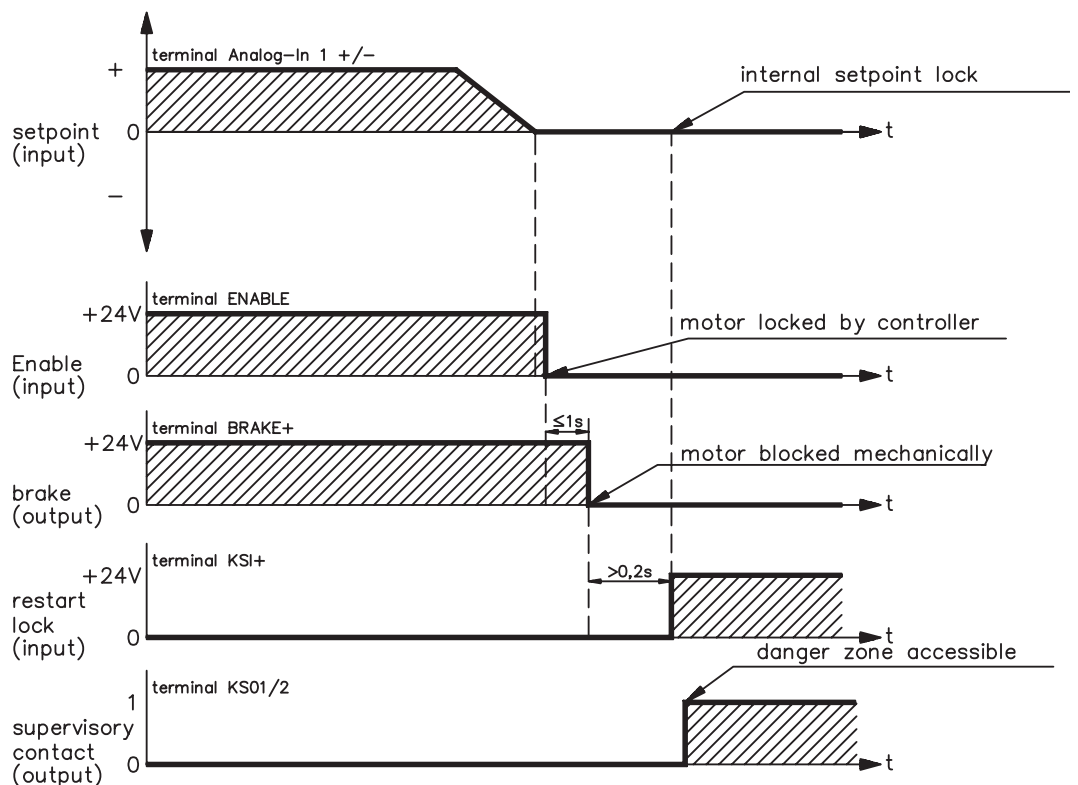 terminal Analog-In 1 +/-
+
internal setpoint lock
setpoint
(input)
0
t
-
terminal ENABLE
+24V
motor locked by controller
Enable
(input)
0
t
terminal BRAKE+
≤1s
+24V
motor blocked mechanically
brake
(output)
0
t
terminal KSI+
+24V
>0,2s
restart
lock
(input)
0
t
danger zone accessible
terminal KS01/2
1
supervisory
contact
(output)
0
t